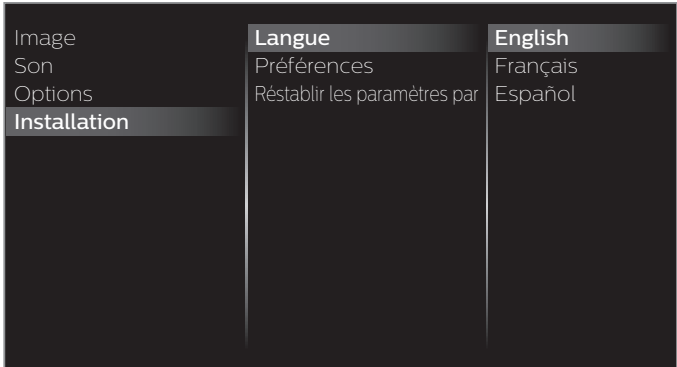 Image
Son
Options
Installation
Langue
Préférences
Réstablir les paramètres par
English
Français
Español